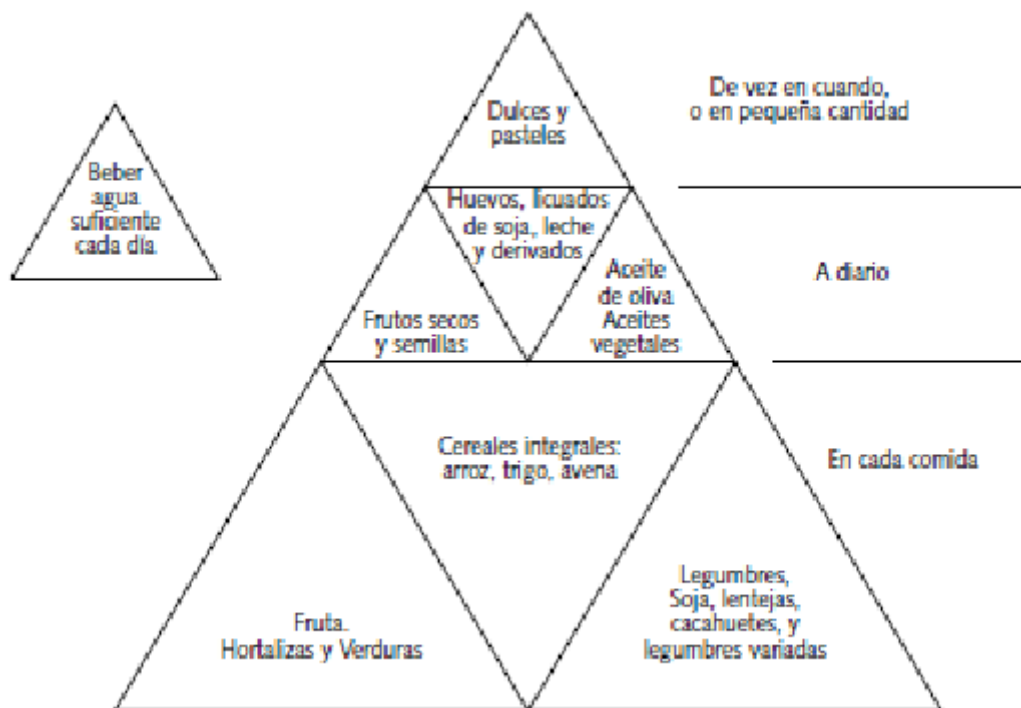 De vez en cuando,
o en pequeña cantidad
Dulces y
pasteles
Beber
agua
suficiente
cada día
Huevos, licuados
de soja, leche
y derivados
Aceite
de oliva
Aceites
vegetales
A diario
Frutos secos
y semillas
Cereales integrales:
arroz, trigo, avena
En cada comida
Fruta.
Hortalizas y Verduras
Legumbres,
Soja, lentejas,
cacahuetes, y
legumbres variadas